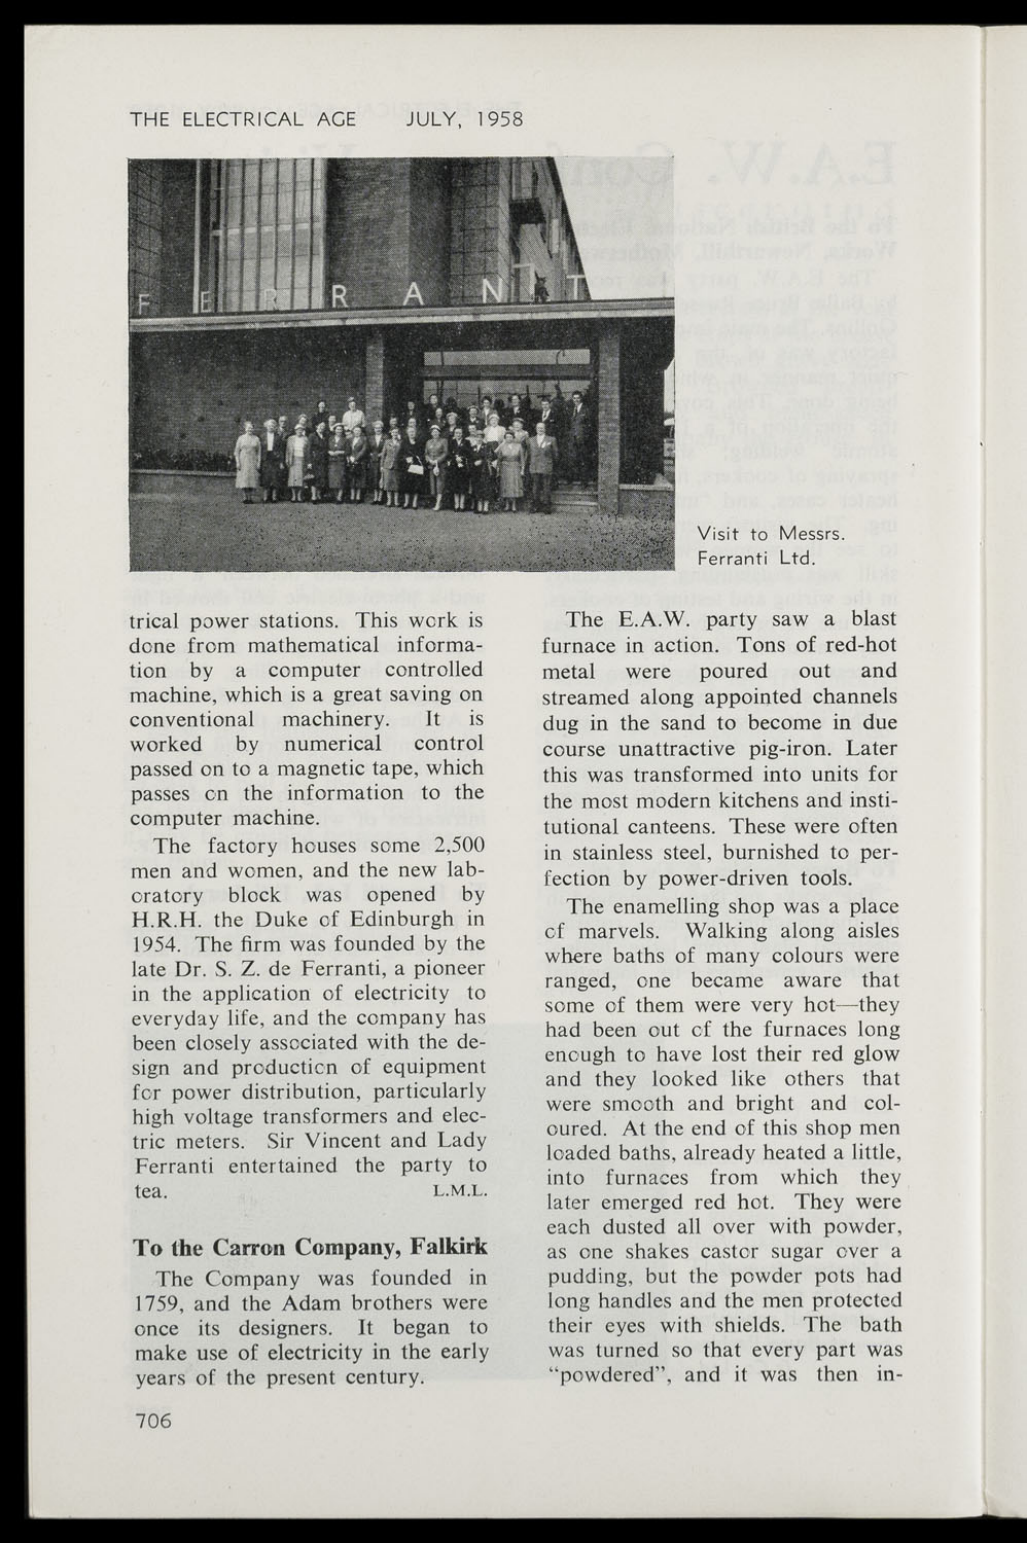 THE ELECTRICAL AGE JULY, 1958
F E R R A N T
Visit to Messrs.
Ferranti Ltd.
trical power stations. This work is
done from mathematical informa-
tion by a computer controlled
machine, which is a great saving on
conventional machinery. It is
worked by numerical control
passed on to a magnetic tape, which
passes on the information to the
computer machine.
The factory houses some 2,500
men and women, and the new lab-
oratory block was opened by
H.R.H. the Duke of Edinburgh in
1954. The firm was founded by the
late Dr. S. Z. de Ferranti, a pioneer
in the application of electricity to
everyday life, and the company has
been closely associated with the de-
sign and production of equipment
for power distribution, particularly
high voltage transformers and elec-
tric meters. Sir Vincent and Lady
Ferranti entertained the party to
tea. L.M.L.
To the Carron Company, Falkirk
The Company was founded in
1759, and the Adam brothers were
once its designers. It began to
make use of electricity in the early
years of the present century.
The E.A.W. party saw a blast
furnace in action. Tons of red-hot
metal were poured out and
streamed along appointed channels
dug in the sand to become in due
course unattractive pig-iron. Later
this was transformed into units for
the most modern kitchens and insti-
tutional canteens. These were often
in stainless steel, burnished to per-
fection by power-driven tools.
The enamelling shop was a place
of marvels. Walking along aisles
where baths of many colours were
ranged, one became aware that
some of them were very hot—they
had been out of the furnaces long
enough to have lost their red glow
and they looked like others that
were smooth and bright and col-
oured. At the end of this shop men
loaded baths, already heated a little,
into furnaces from which they
later emerged red hot. They were
each dusted all over with powder,
as one shakes castor sugar over a
pudding, but the powder pots had
long handles and the men protected
their eyes with shields. The bath
was turned so that every part was
“powdered”, and it was then in-
706